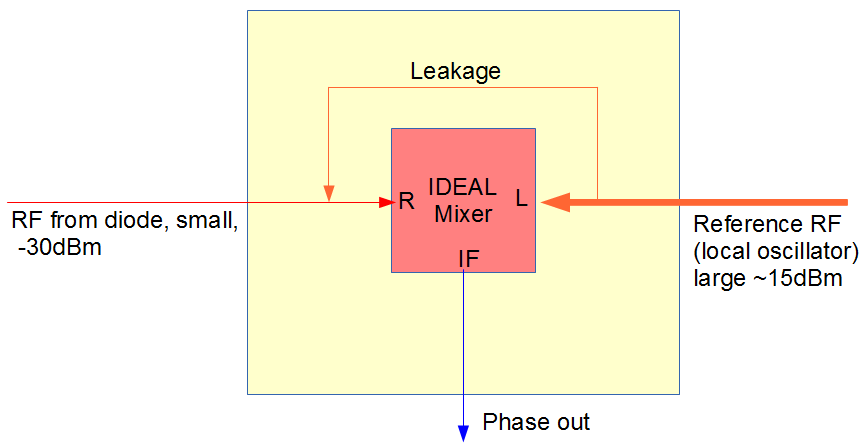 Leakage
R
IDEAL
Mixer
L
IF
RF from diode, small,
-30dBm
Reference RF
(local oscillator)
large ~15dBm
Phase out